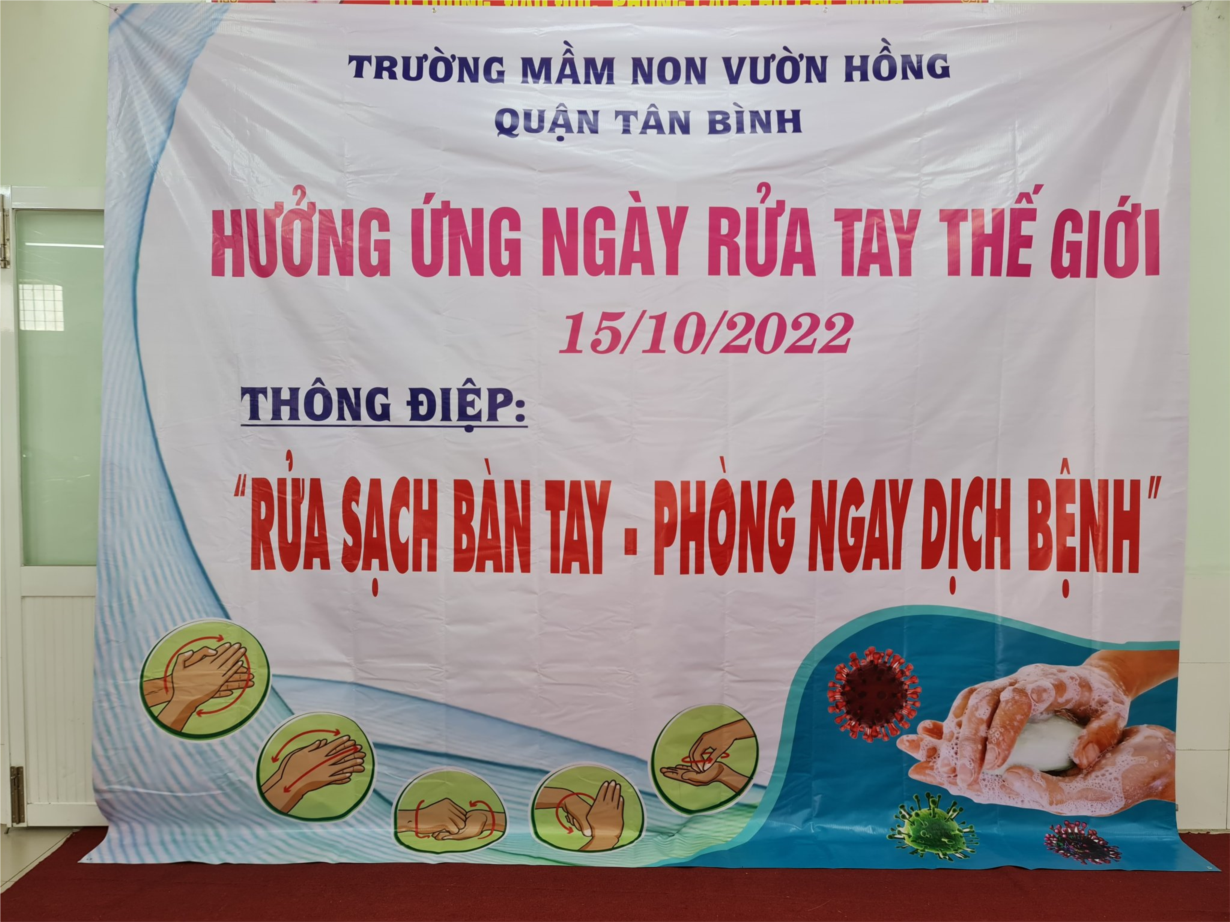 TRƯỜNG MẦM NON VƯỜN HỒNG
QUẬN TÂN BÌNH
HƯỞNG ỨNG NGÀY RỬA TAY THẾ GIỚI
15/10/2022
THÔNG ĐIỆP:
"RỬA SẠCH BÀN TAY - PHÒNG NGAY DỊCH BỆNH"